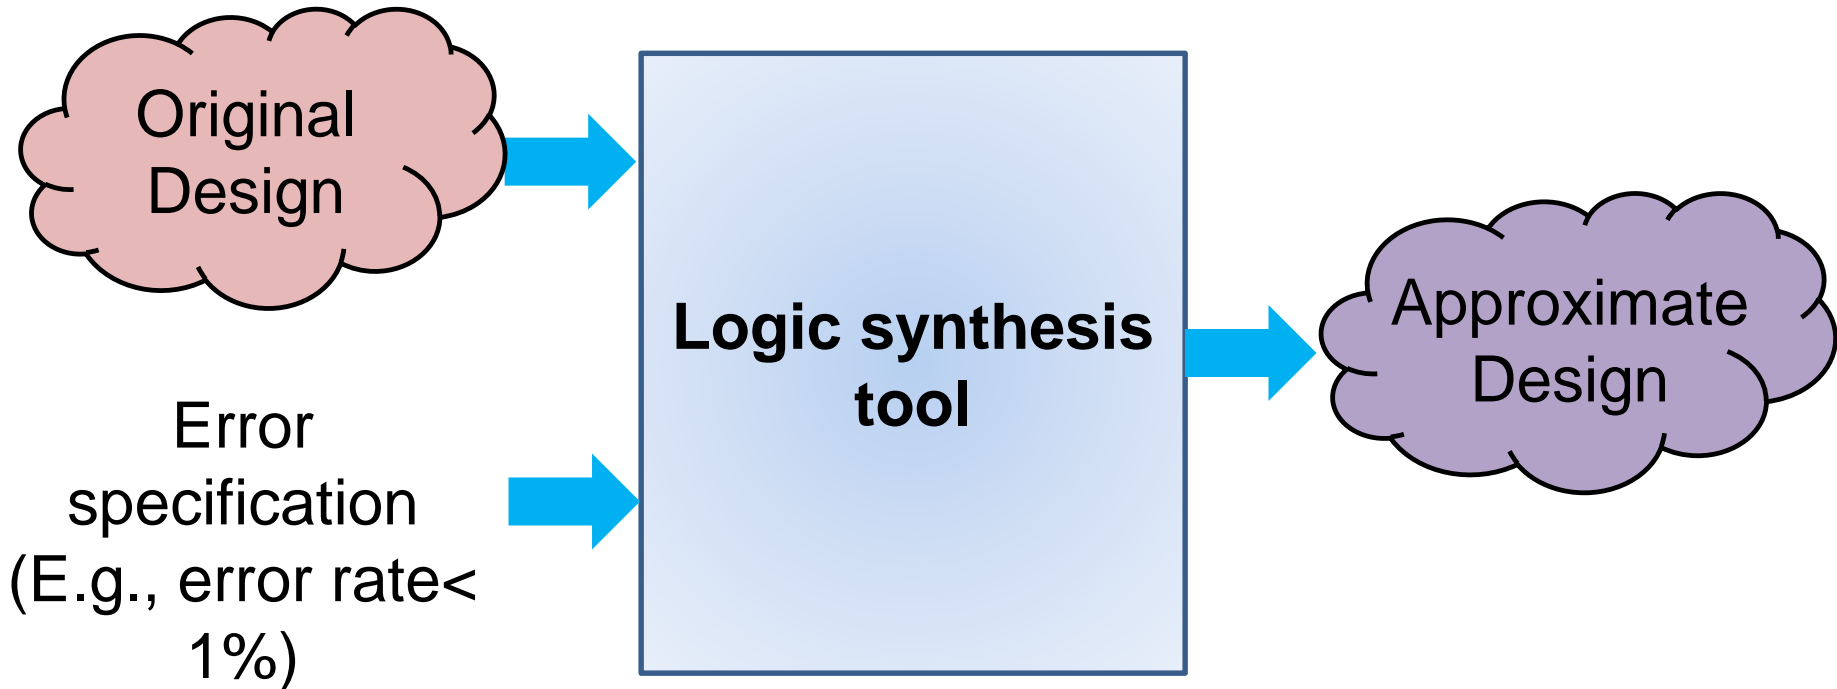 Original
Design
Error
specification
(E.g., error rate<
1%)
Logic synthesis
tool
Approximate
Design